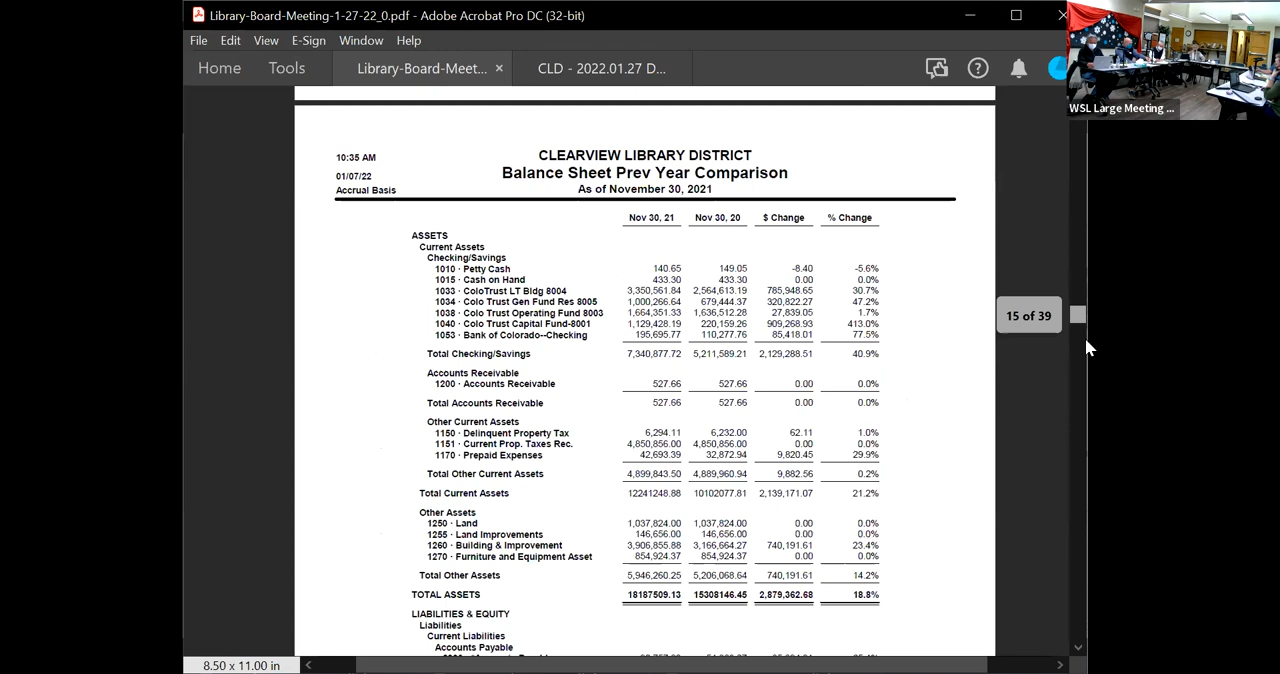 Library-Board-Meeting-1-27-22_0.pdf - Adobe Acrobat Pro DC (32-bit)
File Edit View E-Sign Window Help
Home Tools Library-Board-Meet... × CLD - 2022.01.27 D...
WSL Large Meeting ...
10:35 AM
01/07/22
Accrual Basis
CLEARVIEW LIBRARY DISTRICT
Balance Sheet Prev Year Comparison
As of November 30, 2021
Nov 30, 21 Nov 30, 20 $ Change % Change
ASSETS
Current Assets
Checking/Savings
1010 · Petty Cash 140.65 149.05 -8.40 -5.6%
1015 · Cash on Hand 433.30 433.30 0.00 0.0%
1033 · ColoTrust LT Bldg 8004 3,350,561.84 2,564,613.19 785,948.65 30.7%
1034 · Colo Trust Gen Fund Res 8005 1,000,266.64 679,444.37 320,822.27 47.2%
1038 · Colo Trust Operating Fund 8003 1,664,351.33 1,636,512.28 27,839.05 1.7%
1040 · Colo Trust Capital Fund-8001 1,129,428.19 220,159.26 909,268.93 413.0%
1053 · Bank of Colorado--Checking 195,695.77 110,277.76 85,418.01 77.5%
Total Checking/Savings 7,340,877.72 5,211,589.21 2,129,288.51 40.9%
Accounts Receivable
1200 · Accounts Receivable 527.66 527.66 0.00 0.0%
Total Accounts Receivable 527.66 527.66 0.00 0.0%
Other Current Assets
1150 · Delinquent Property Tax 6,294.11 6,232.00 62.11 1.0%
1151 · Current Prop. Taxes Rec. 4,850,856.00 4,850,856.00 0.00 0.0%
1170 · Prepaid Expenses 42,693.39 32,872.94 9,820.45 29.9%
Total Other Current Assets 4,899,843.50 4,889,960.94 9,882.56 0.2%
Total Current Assets 12241248.88 10102077.81 2,139,171.07 21.2%
Other Assets
1250 · Land 1,037,824.00 1,037,824.00 0.00 0.0%
1255 · Land Improvements 146,656.00 146,656.00 0.00 0.0%
1260 · Building & Improvement 3,906,855.88 3,166,664.27 740,191.61 23.4%
1270 · Furniture and Equipment Asset 854,924.37 854,924.37 0.00 0.0%
Total Other Assets 5,946,260.25 5,206,068.64 740,191.61 14.2%
TOTAL ASSETS 18187509.13 15308146.45 2,879,362.68 18.8%
LIABILITIES & EQUITY
Liabilities
Current Liabilities
Accounts Payable
15 of 39
8.50 x 11.00 in